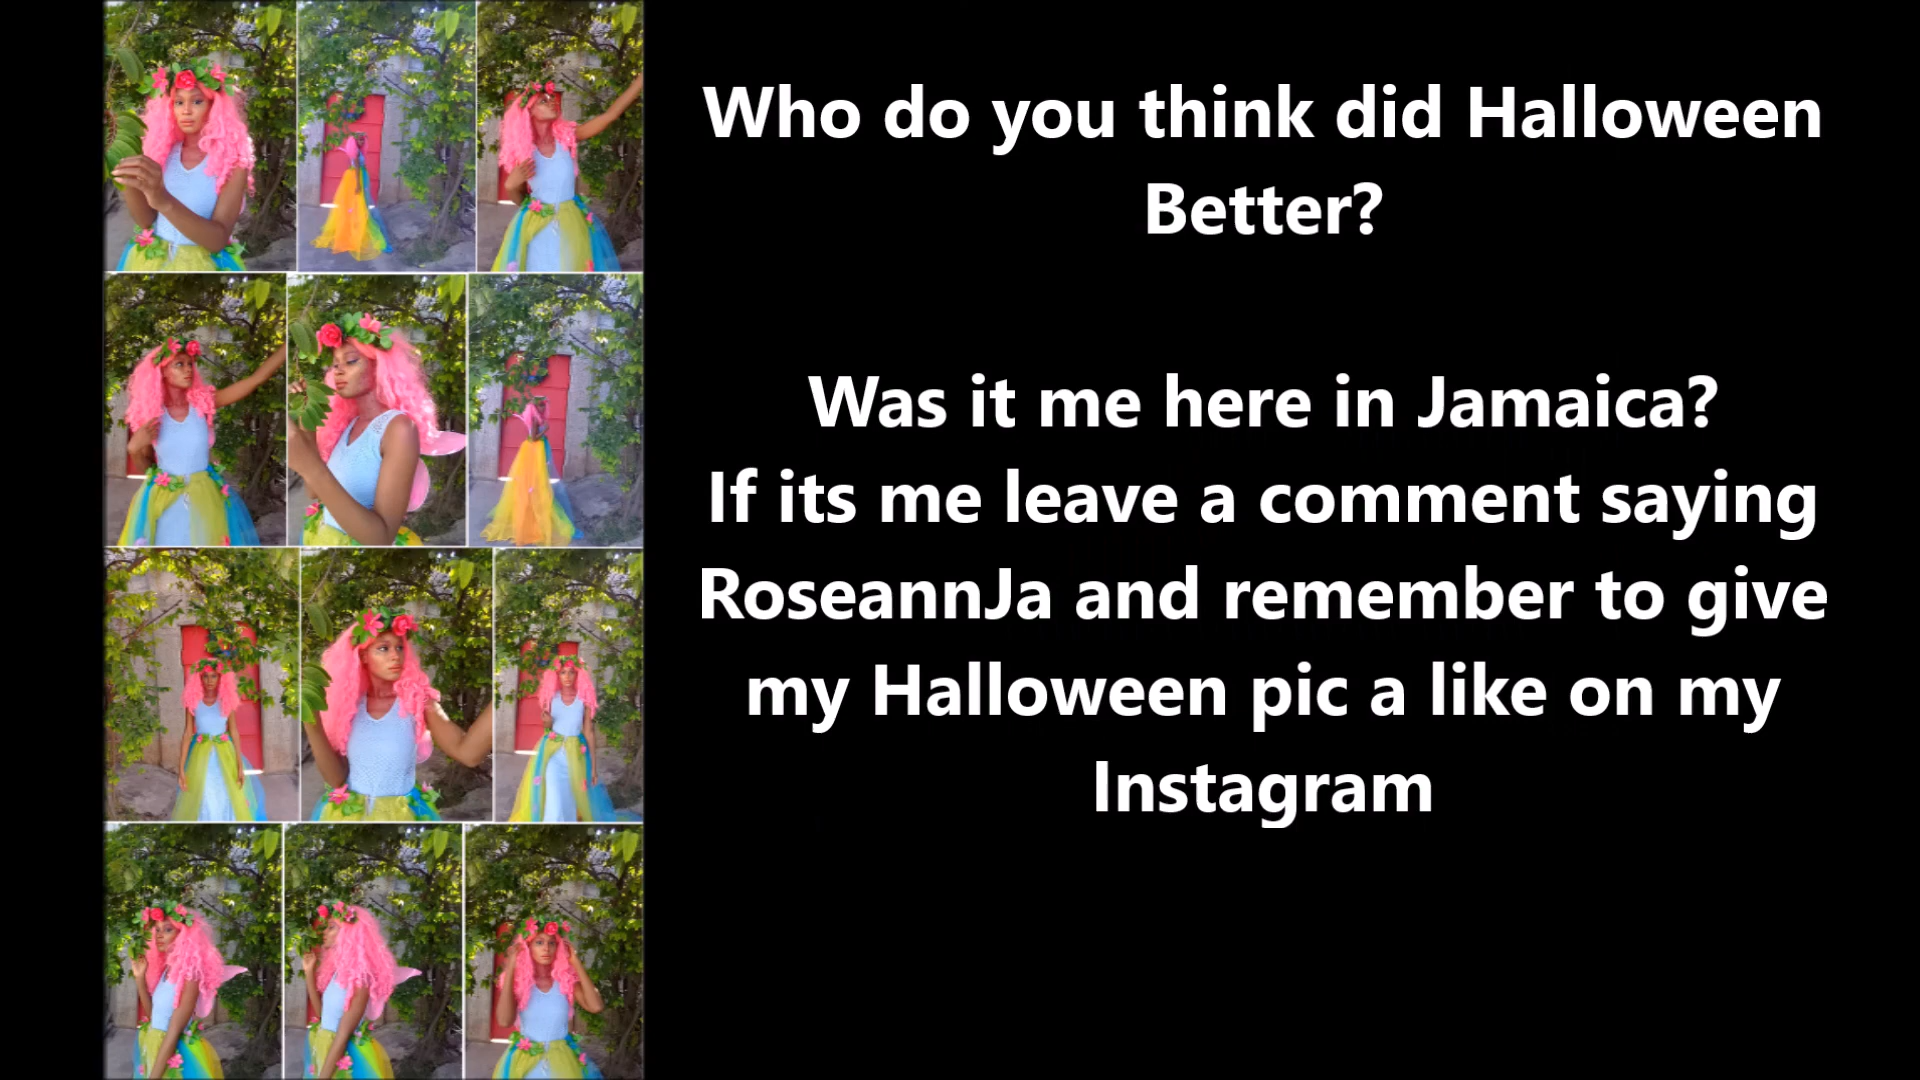 Who do you think did Halloween
Better?
Was it me here in Jamaica?
If its me leave a comment saying
RoseannJa and remember to give
my Halloween pic a like on my
Instagram